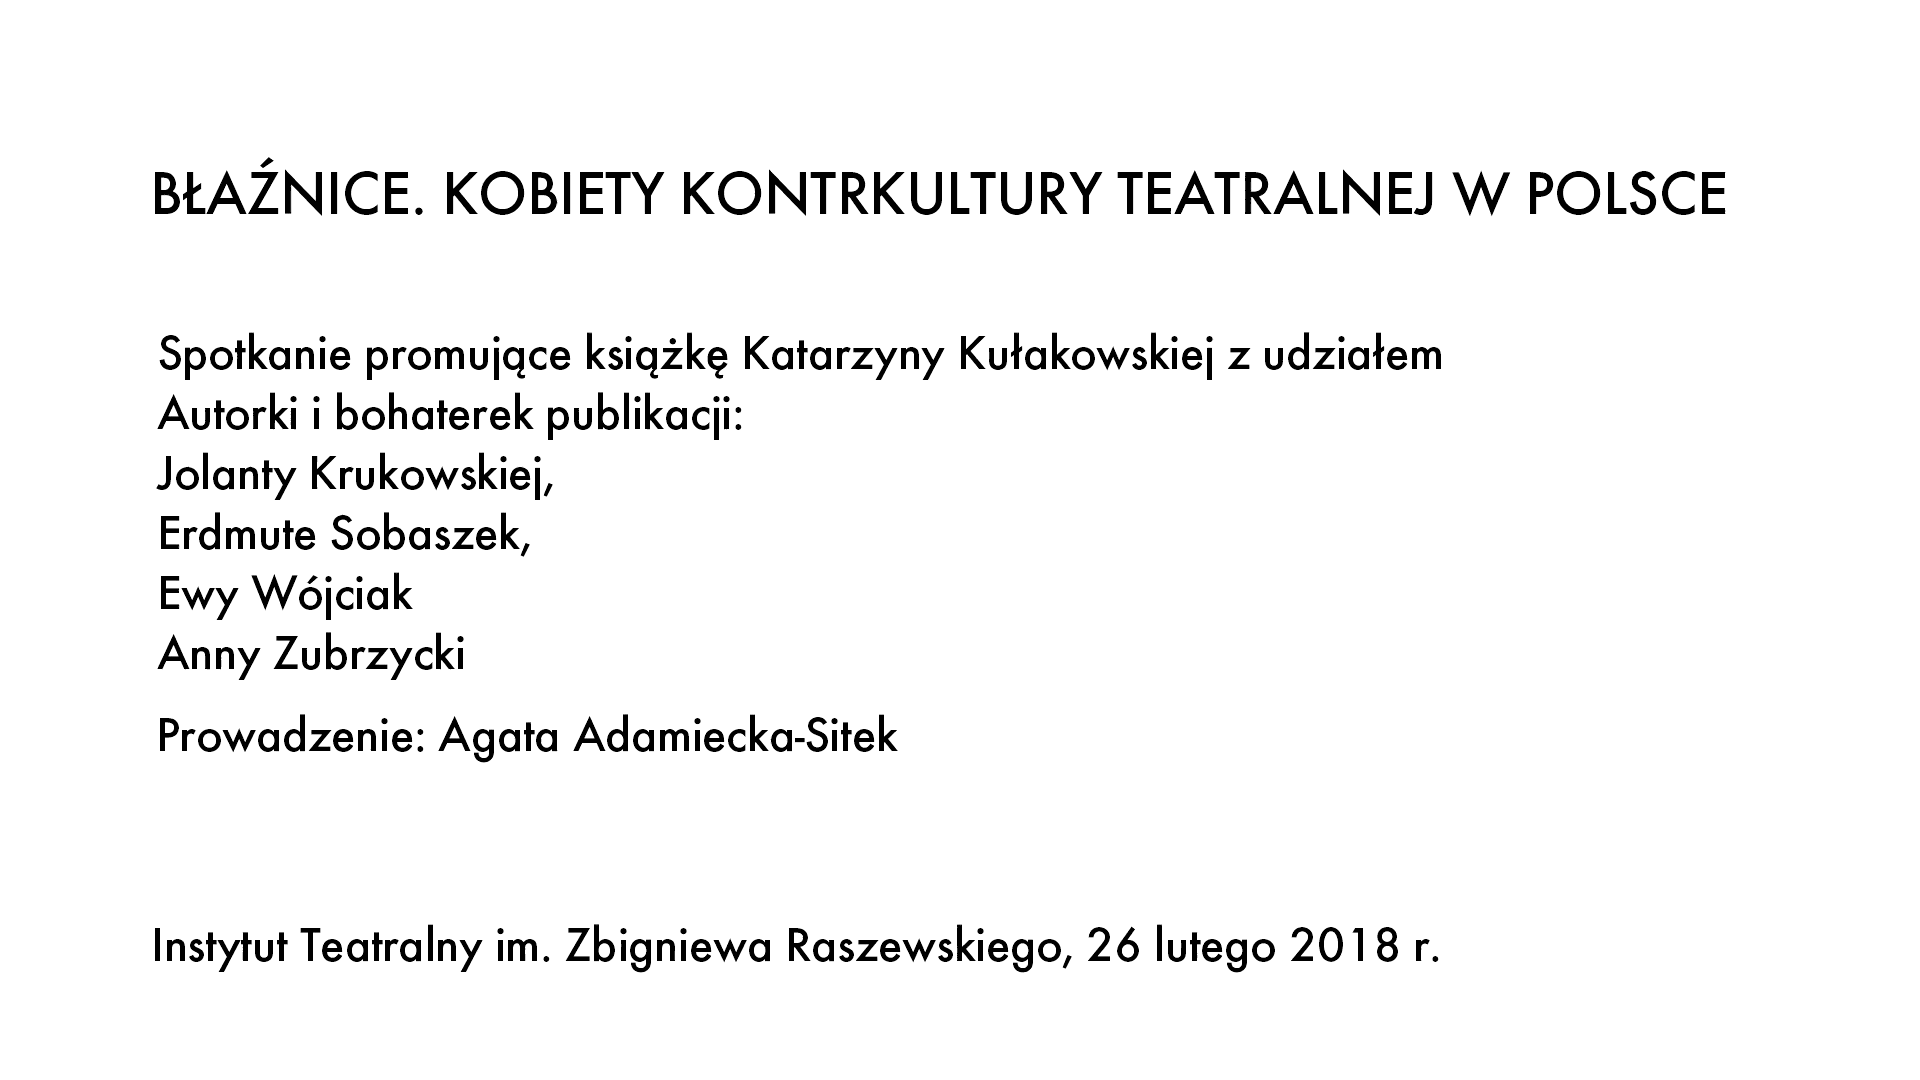 BŁAŹNICE. KOBIETY KONTRKULTURY TEATRALNEJ W POLSCE
Spotkanie promujące książkę Katarzyny Kułakowskiej z udziałem
Autorki i bohaterek publikacji:
Jolanty Krukowskiej,
Erdmute Sobaszek,
Ewy Wójciak
Anny Zubrzycki
Prowadzenie: Agata Adamiecka-Sitek
Instytut Teatralny im. Zbigniewa Raszewskiego, 26 lutego 2018 r.